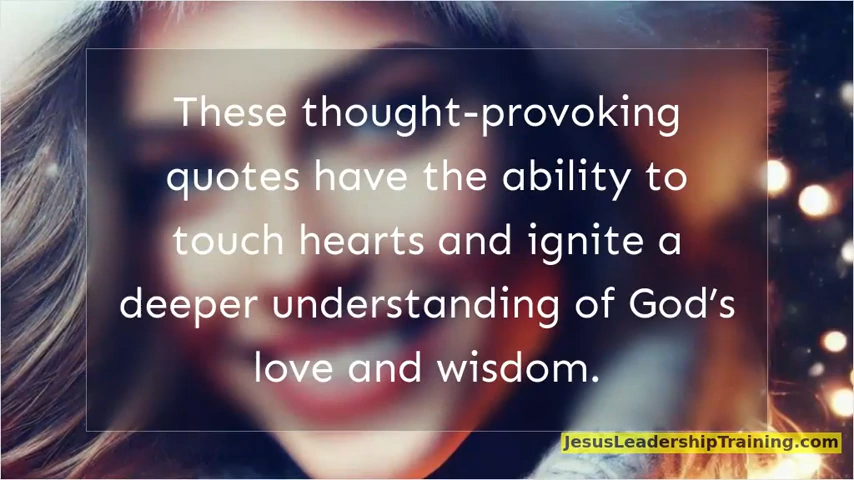 These thought-provoking
quotes have the ability to
touch hearts and ignite a
deeper understanding of God’s
love and wisdom.
JesusLeadershipTraining.com